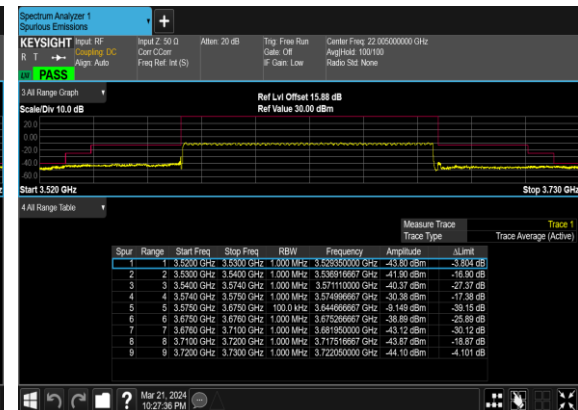 Spectrum Analyzer 1
Spurious Emissions
KEYSIGHT Input: RF Input Z: 50 Ω Atten: 20 dB Trig: Free Run Center Freq: 22.005000000 GHz
R T Coupling: DC Corr CCorr Gate: Off Avg|Hold: 100/100
Align: Auto Freq Ref: Int (S) IF Gain: Low Radio Std: None
PASS
3 All Range Graph
Ref Lvl Offset 15.88 dB
Scale/Div 10.0 dB Ref Value 30.00 dBm
20.0
0.00
-20.0
-40.0
-60.0
Start 3.520 GHz Stop 3.730 GHz
4 All Range Table
Measure Trace Trace 1
Trace Type Trace Average (Active)
Spur Range Start Freq Stop Freq RBW Frequency Amplitude ΔLimit
1 1 3.5200 GHz 3.5300 GHz 1.000 MHz 3.529350000 GHz -43.80 dBm -3.804 dB
2 2 3.5300 GHz 3.5400 GHz 1.000 MHz 3.536916667 GHz -41.90 dBm -16.90 dB
3 3 3.5400 GHz 3.5740 GHz 1.000 MHz 3.571110000 GHz -40.37 dBm -27.37 dB
4 4 3.5740 GHz 3.5750 GHz 1.000 MHz 3.574996667 GHz -30.38 dBm -17.38 dB
5 5 3.5750 GHz 3.6750 GHz 100.0 kHz 3.644666667 GHz -9.149 dBm -39.15 dB
6 6 3.6750 GHz 3.6760 GHz 1.000 MHz 3.675266667 GHz -38.89 dBm -25.89 dB
7 7 3.6760 GHz 3.7100 GHz 1.000 MHz 3.681950000 GHz -43.12 dBm -30.12 dB
8 8 3.7100 GHz 3.7200 GHz 1.000 MHz 3.717516667 GHz -43.87 dBm -18.87 dB
9 9 3.7200 GHz 3.7300 GHz 1.000 MHz 3.722050000 GHz -44.10 dBm -4.101 dB
Mar 21, 2024
10:27:36 PM